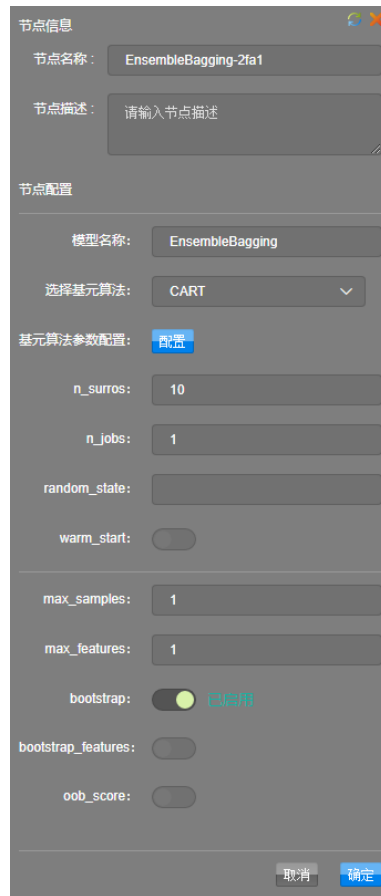 节点信息
节点名称： EnsembleBagging-2fa1
节点描述： 请输入节点描述
节点配置
模型名称： EnsembleBagging
选择基元算法： CART
基元算法参数配置： 配置
n_surros： 10
n_jobs： 1
random_state：
warm_start：
max_samples： 1
max_features： 1
bootstrap： 已启用
bootstrap_features：
oob_score：
取消 确定